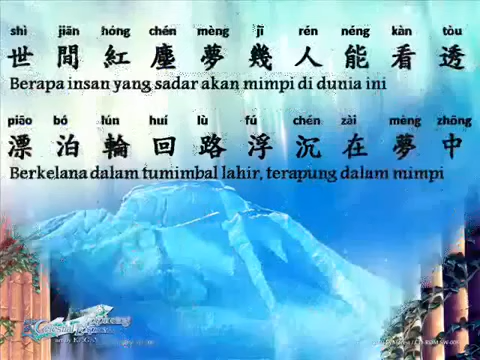 shì jiān hóng chén mèng jǐ rén néng kàn tòu
世間紅塵夢幾人能看透
Berapa insan yang sadar akan mimpi di dunia ini
piāo bó lún huí lù fú chén zài mèng zhōng
漂泊輪回路浮沉在夢中
Berkelana dalam tumimbal lahir, terapung dalam mimpi